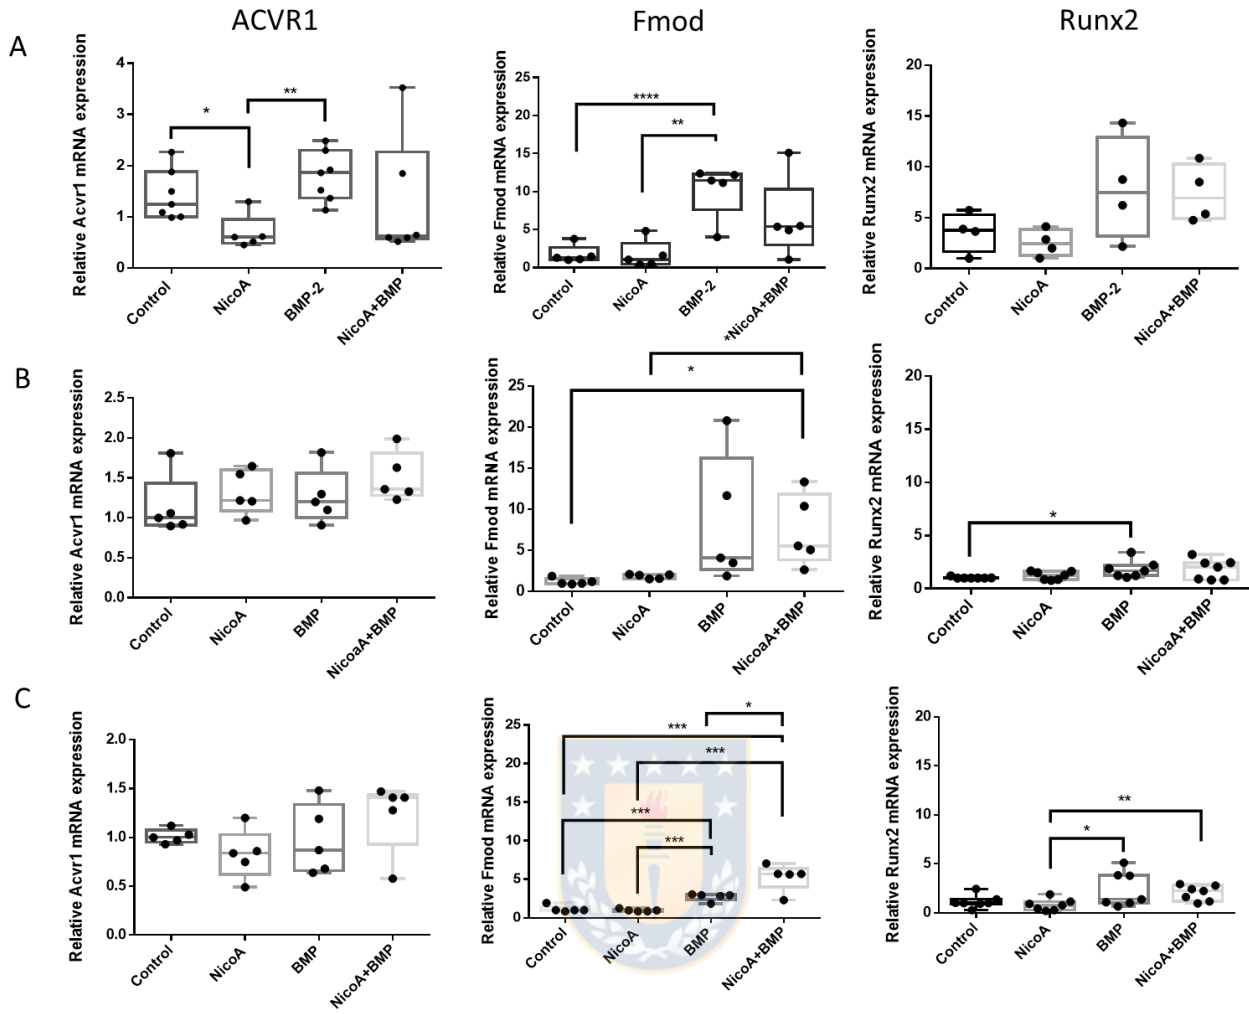 ACVR1
Fmod
Runx2
A
Relative Acvr1 mRNA expression
4
3
2
1
0
*
**
Control
NicoA
BMP-2
NicoA+BMP
Relative Fmod mRNA expression
25
20
15
10
5
0
****
**
Control
NicoA
BMP-2
*NicoA+BMP
Relative Runx2 mRNA expression
20
15
10
5
0
Control
NicoA
BMP-2
NicoA+BMP
B
Relative Acvr1 mRNA expression
2.5
2.0
1.5
1.0
0.5
0.0
Control
NicoA
BMP
NicoaA+BMP
Relative Fmod mRNA expression
25
20
15
10
5
0
*
Control
NicoA
BMP
NicoaA+BMP
Relative Runx2 mRNA expression
20
15
10
5
0
*
Control
NicoA
BMP
NicoaA+BMP
C
Relative Acvr1 mRNA expression
2.0
1.5
1.0
0.5
0.0
Control
NicoA
BMP
NicoA+BMP
Relative Fmod mRNA expression
25
20
15
10
5
0
*
***
***
***
***
Control
NicoA
BMP
NicoA+BMP
Relative Runx2 mRNA expression
20
15
10
5
0
**
*
Control
NicoA
BMP
NicoA+BMP